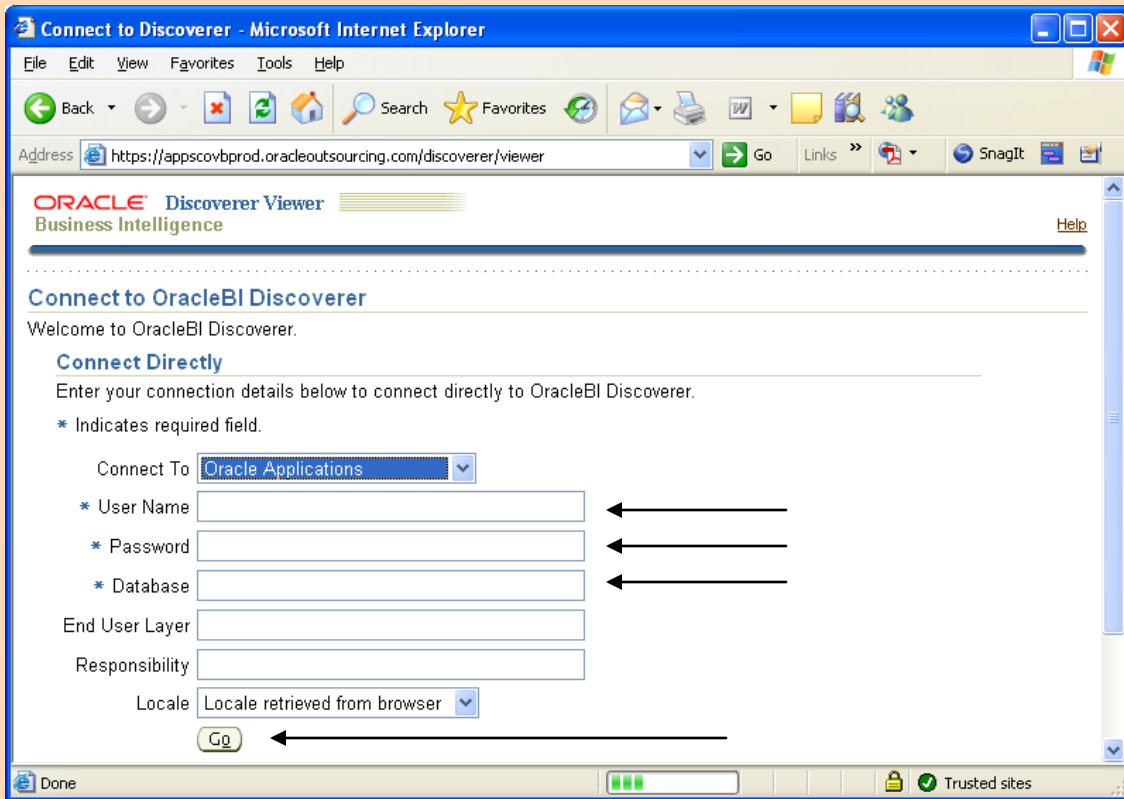 Connect to Discoverer - Microsoft Internet Explorer
File Edit View Favorites Tools Help
Back Search Favorites
Address https://appscovbprod.oracleoutsourcing.com/discoverer/viewer Go Links » SnagIt
ORACLE Discoverer Viewer
Business Intelligence
Help
Connect to OracleBI Discoverer
Welcome to OracleBI Discoverer.
Connect Directly
Enter your connection details below to connect directly to OracleBI Discoverer.
* Indicates required field.
Connect To Oracle Applications
* User Name
* Password
* Database
End User Layer
Responsibility
Locale Locale retrieved from browser
Go
Done Trusted sites